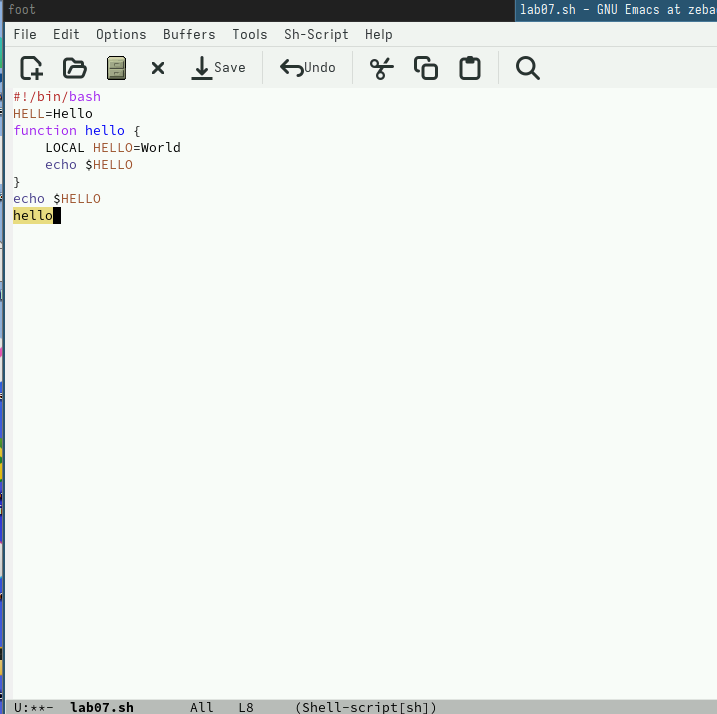 foot lab07.sh - GNU Emacs at zeba
File Edit Options Buffers Tools Sh-Script Help
Save Undo
#!/bin/bash
HELL=Hello
function hello {
    LOCAL HELLO=World
    echo $HELLO
}
echo $HELLO
hello
U:**-  lab07.sh       All   L8     (Shell-script[sh])